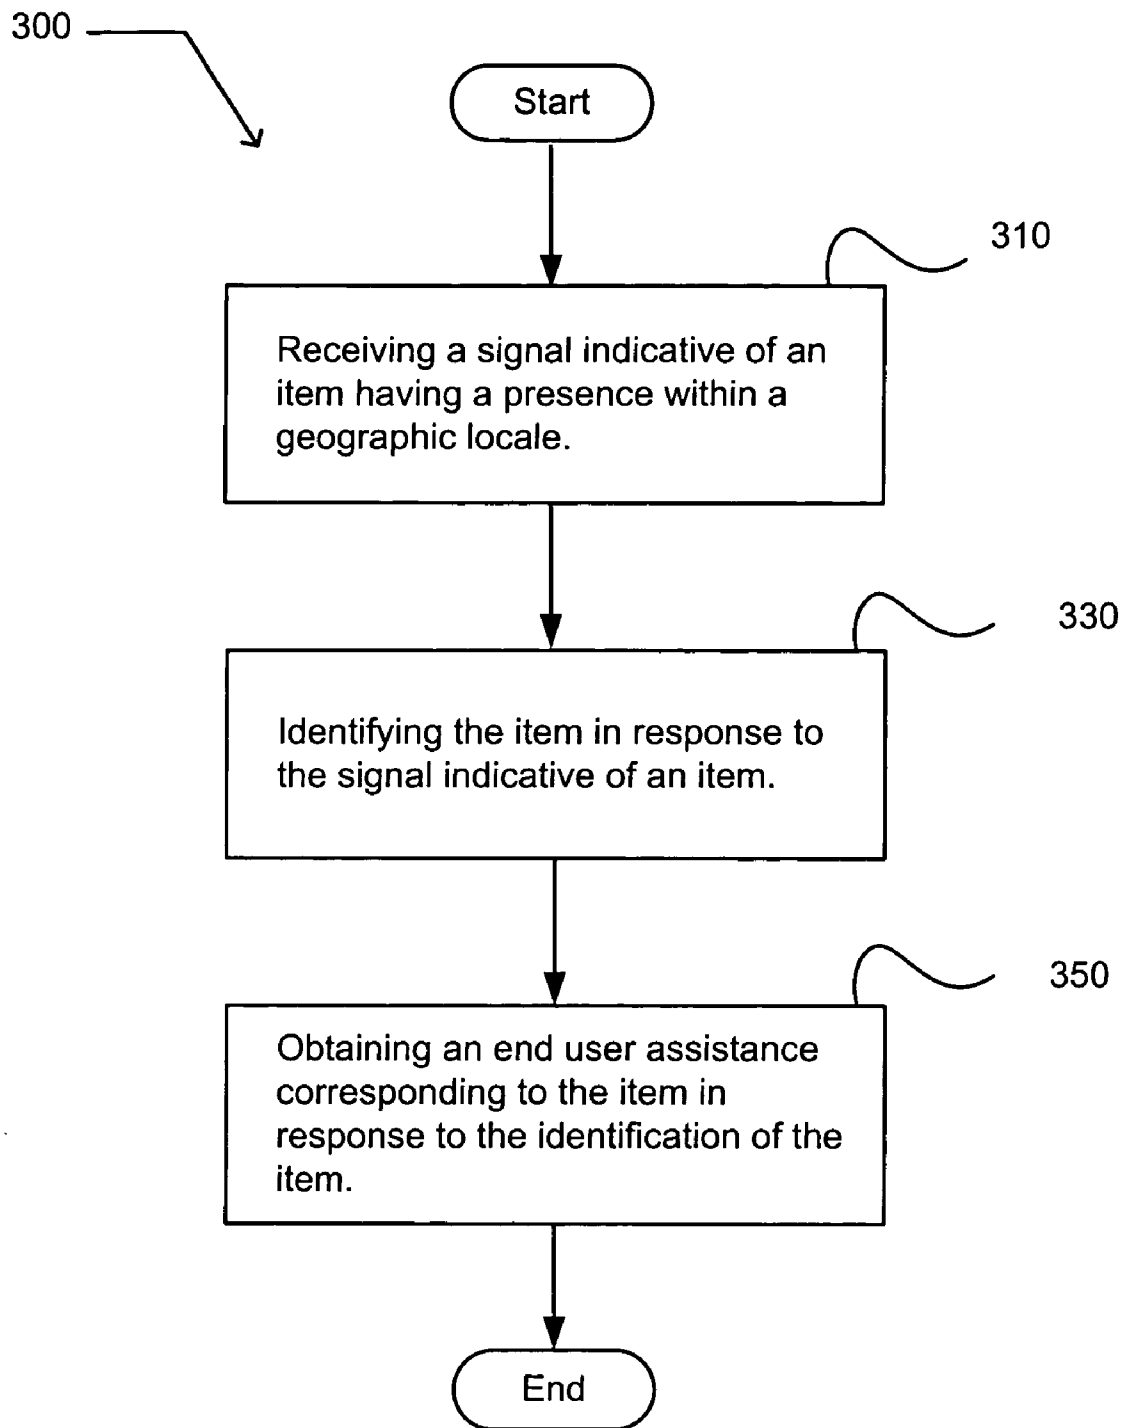 300
Start
310
Receiving a signal indicative of an
item having a presence within a
geographic locale.
330
Identifying the item in response to
the signal indicative of an item.
350
Obtaining an end user assistance
corresponding to the item in
response to the identification of the
item.
End